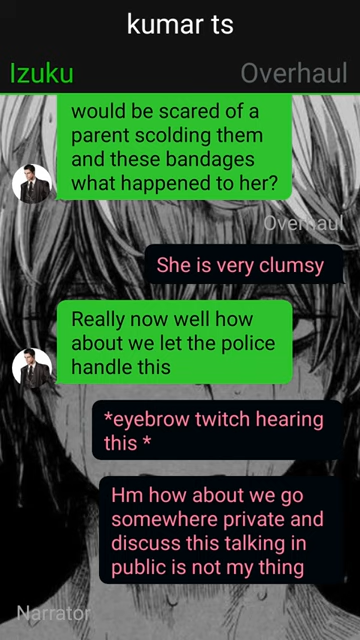 kumar ts
Izuku
Overhaul
would be scared of a
parent scolding them
and these bandages
what happened to her?
Overhaul
She is very clumsy
Really now well how
about we let the police
handle this
*eyebrow twitch hearing
this *
Hm how about we go
somewhere private and
discuss this talking in
public is not my thing
Narrator